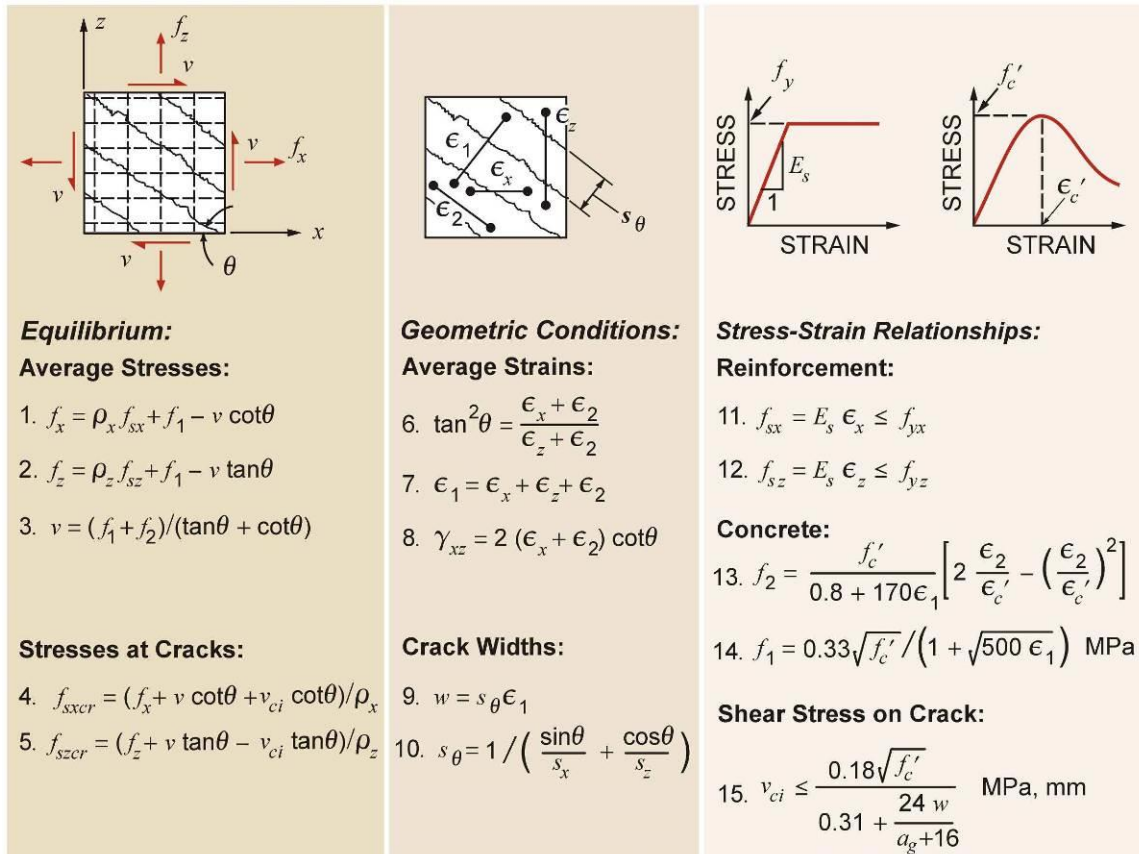 z
f_z
v
v
f_x
v
x
v
θ
ϵ_z
ϵ_1
ϵ_x
ϵ_2
s_θ
f_y
STRESS
E_s
1
STRAIN
f_c′
STRESS
ϵ_c′
STRAIN
Equilibrium:
Average Stresses:
1. f_x = ρ_x f_sx + f_1 – v cotθ
2. f_z = ρ_z f_sz + f_1 – v tanθ
3. v = (f_1 + f_2)/(tanθ + cotθ)
Stresses at Cracks:
4. f_sxcr = (f_x + v cotθ + v_ci cotθ)/ρ_x
5. f_szcr = (f_z + v tanθ – v_ci tanθ)/ρ_z
Geometric Conditions:
Average Strains:
6. tan²θ = (ϵ_x + ϵ_2)/(ϵ_z + ϵ_2)
7. ϵ_1 = ϵ_x + ϵ_z + ϵ_2
8. γ_xz = 2 (ϵ_x + ϵ_2) cotθ
Crack Widths:
9. w = s_θ ϵ_1
10. s_θ = 1/(sinθ/s_x + cosθ/s_z)
Stress-Strain Relationships:
Reinforcement:
11. f_sx = E_s ϵ_x ≤ f_yx
12. f_sz = E_s ϵ_z ≤ f_yz
Concrete:
13. f_2 = f_c′/(0.8 + 170ϵ_1) [2 ϵ_2/ϵ_c′ – (ϵ_2/ϵ_c′)²]
14. f_1 = 0.33√f_c′/(1 + √500 ϵ_1) MPa
Shear Stress on Crack:
15. v_ci ≤ 0.18√f_c′/(0.31 + 24 w/(a_g+16)) MPa, mm